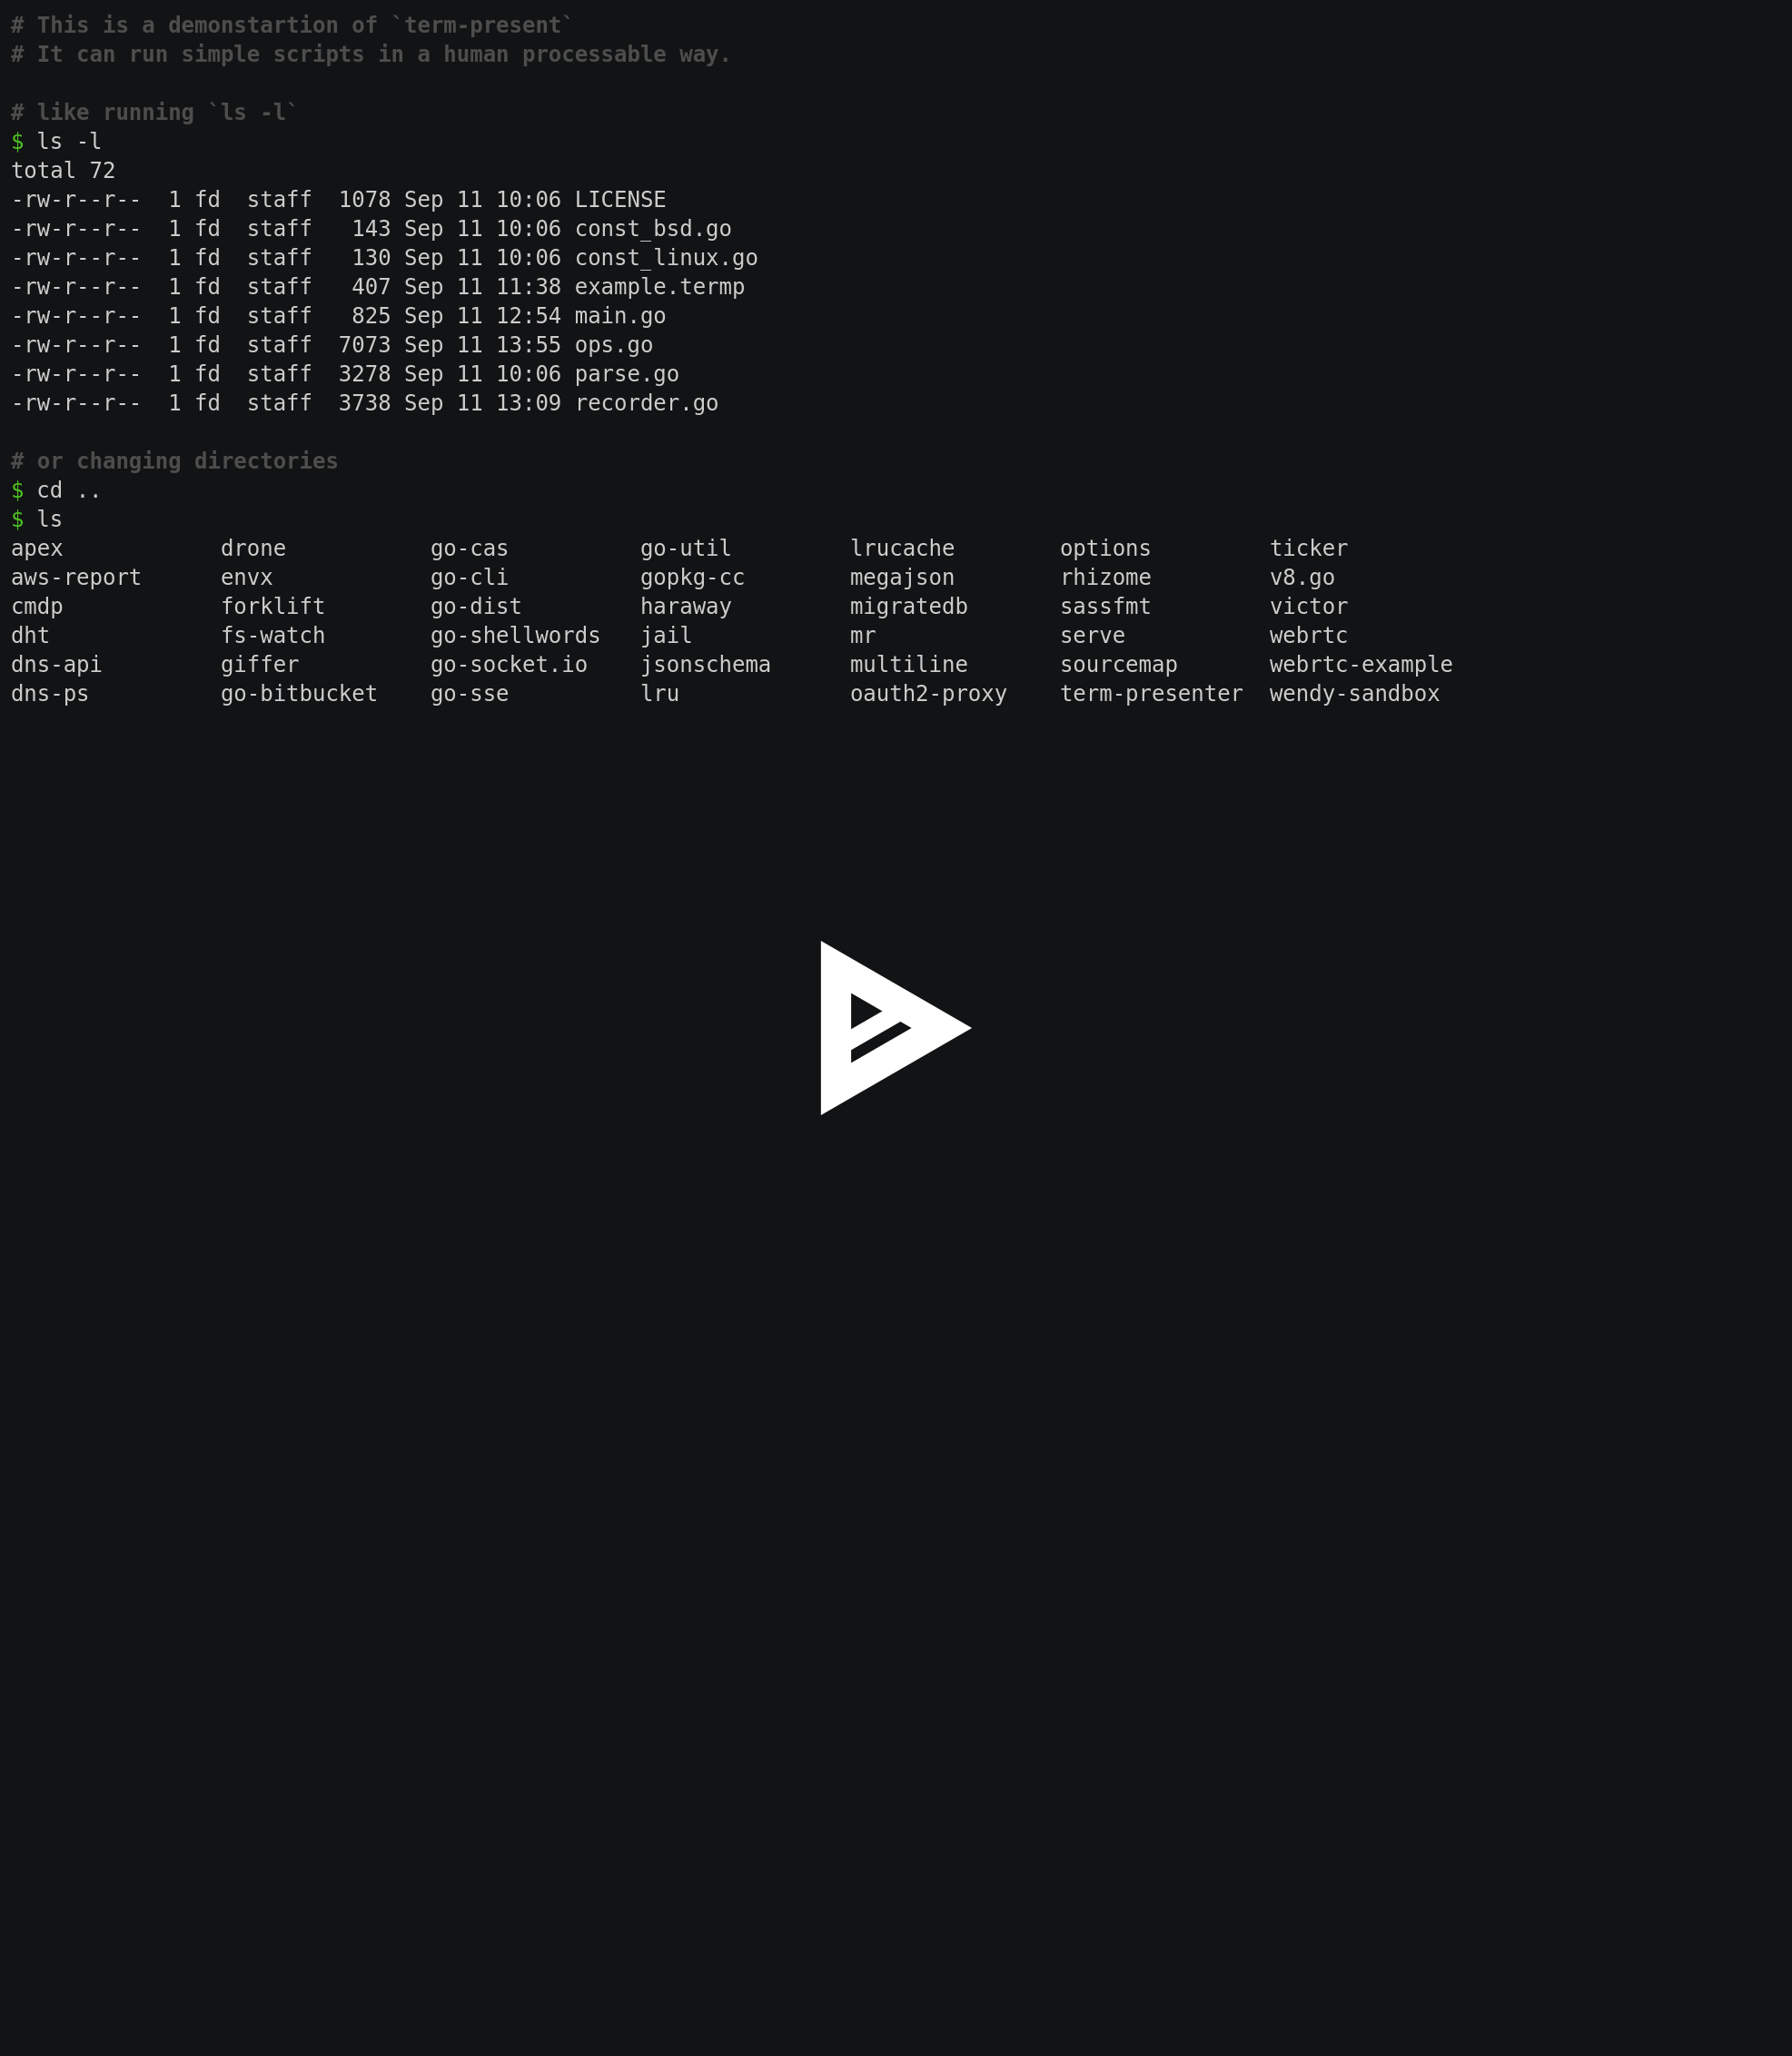 # This is a demonstartion of `term-present`
# It can run simple scripts in a human processable way.

# like running `ls -l`
$ ls -l
total 72
-rw-r--r--  1 fd  staff  1078 Sep 11 10:06 LICENSE
-rw-r--r--  1 fd  staff   143 Sep 11 10:06 const_bsd.go
-rw-r--r--  1 fd  staff   130 Sep 11 10:06 const_linux.go
-rw-r--r--  1 fd  staff   407 Sep 11 11:38 example.termp
-rw-r--r--  1 fd  staff   825 Sep 11 12:54 main.go
-rw-r--r--  1 fd  staff  7073 Sep 11 13:55 ops.go
-rw-r--r--  1 fd  staff  3278 Sep 11 10:06 parse.go
-rw-r--r--  1 fd  staff  3738 Sep 11 13:09 recorder.go

# or changing directories
$ cd ..
$ ls
apex            drone           go-cas          go-util         lrucache        options         ticker
aws-report      envx            go-cli          gopkg-cc        megajson        rhizome         v8.go
cmdp            forklift        go-dist         haraway         migratedb       sassfmt         victor
dht             fs-watch        go-shellwords   jail            mr              serve           webrtc
dns-api         giffer          go-socket.io    jsonschema      multiline       sourcemap       webrtc-example
dns-ps          go-bitbucket    go-sse          lru             oauth2-proxy    term-presenter  wendy-sandbox